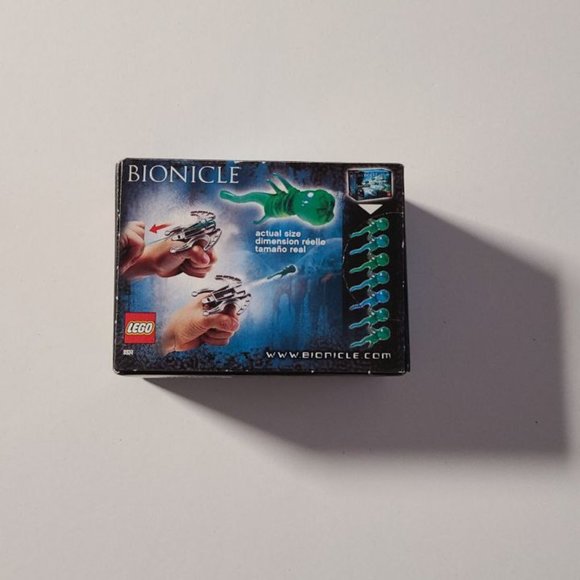 BIONICLE
actual size
dimension réelle
tamaño real
LEGO
WWW.BIONICLE.COM